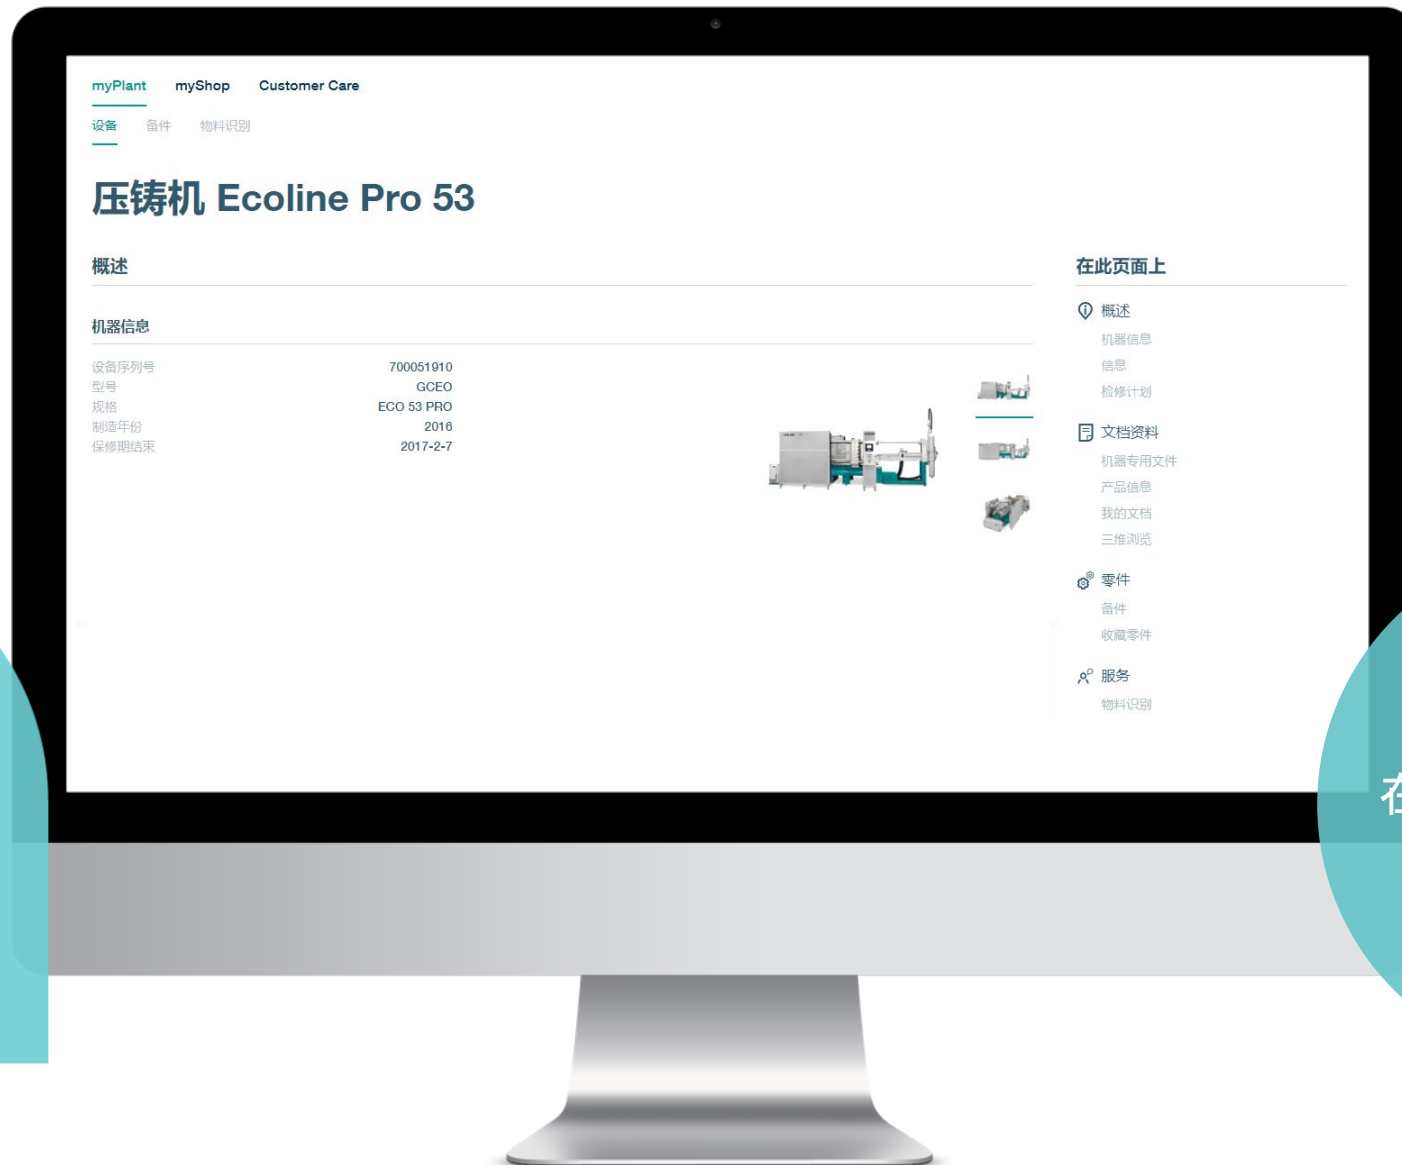 myPlant myShop Customer Care
设备 备件 物料识别
压铸机 Ecoline Pro 53
概述
机器信息
设备序列号 700051910
型号 GCEO
规格 ECO 53 PRO
制造年份 2016
保修期结束 2017-2-7
在此页面上
概述
机器信息
信息
检修计划
文档资料
机器专用文件
产品信息
我的文档
三维浏览
零件
备件
收藏零件
服务
物料识别